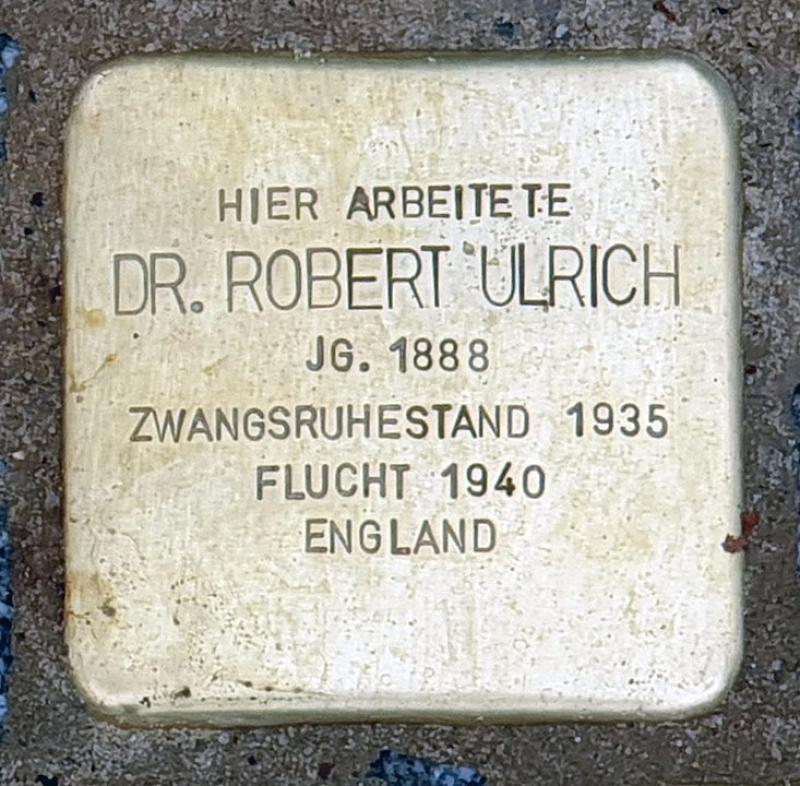 HIER ARBEITETE
DR. ROBERT ULRICH
JG. 1888
ZWANGSRUHESTAND 1935
FLUCHT 1940
ENGLAND